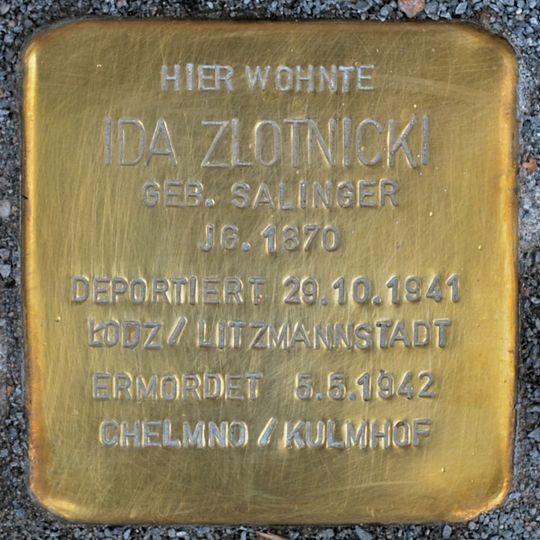 HIER WOHNTE
IDA ZLOTNICKI
GEB. SALINGER
JG. 1870
DEPORTIERT 29.10.1941
ŁODZ / LITZMANNSTADT
ERMORDET 5.5.1942
CHELMNO / KULMHOF